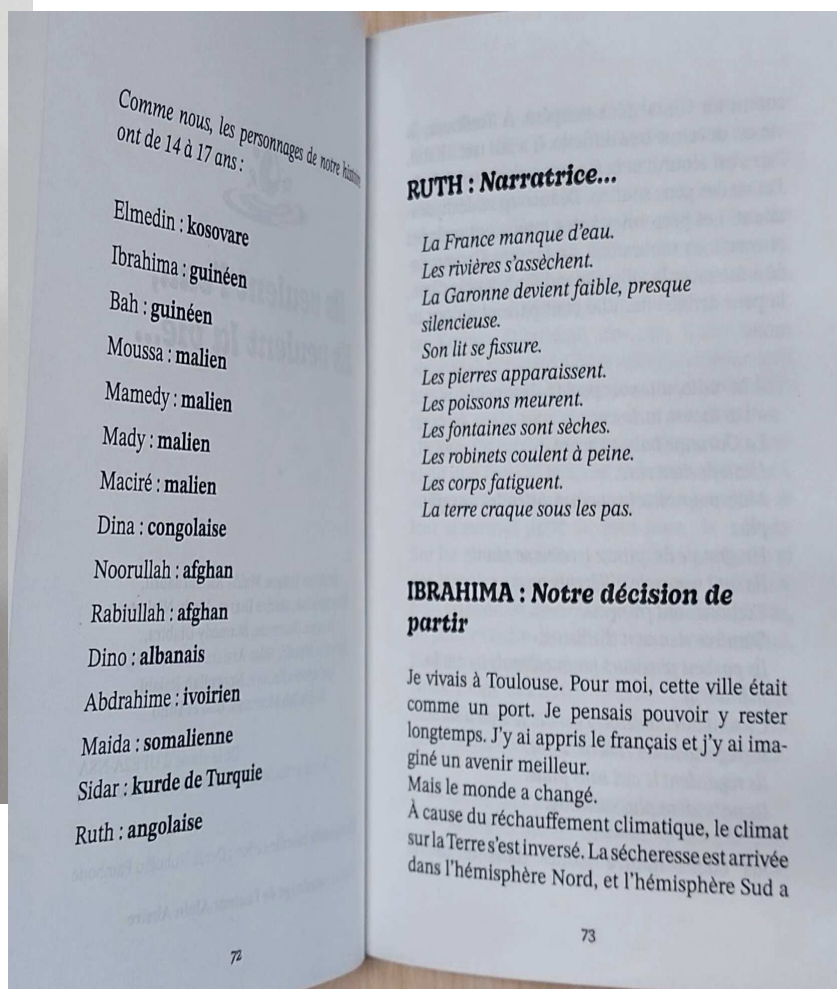 Comme nous, les personnages de notre histoire
ont de 14 à 17 ans :
Elmedin : kosovare
Ibrahima : guinéen
Bah : guinéen
Moussa : malien
Mamedy : malien
Mady : malien
Maciré : malien
Dina : congolaise
Noorullah : afghan
Rabiullah : afghan
Dino : albanais
Abdrahime : ivoirien
Maida : somalienne
Sidar : kurde de Turquie
Ruth : angolaise
72
RUTH : Narratrice...
La France manque d'eau.
Les rivières s'assèchent.
La Garonne devient faible, presque
silencieuse.
Son lit se fissure.
Les pierres apparaissent.
Les poissons meurent.
Les fontaines sont sèches.
Les robinets coulent à peine.
Les corps fatiguent.
La terre craque sous les pas.
IBRAHIMA : Notre décision de
partir
Je vivais à Toulouse. Pour moi, cette ville était
comme un port. Je pensais pouvoir y rester
longtemps. J'y ai appris le français et j'y ai ima-
giné un avenir meilleur.
Mais le monde a changé.
À cause du réchauffement climatique, le climat
sur la Terre s'est inversé. La sécheresse est arrivée
dans l'hémisphère Nord, et l'hémisphère Sud a
73